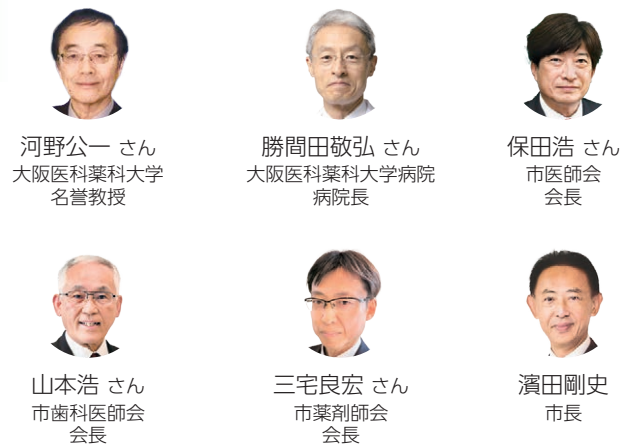 河野公一 さん
大阪医科薬科大学
名誉教授
勝間田敬弘 さん
大阪医科薬科大学病院
病院長
保田浩 さん
市医師会
会長
山本浩 さん
市歯科医師会
会長
三宅良宏 さん
市薬剤師会
会長
濱田剛史
市長